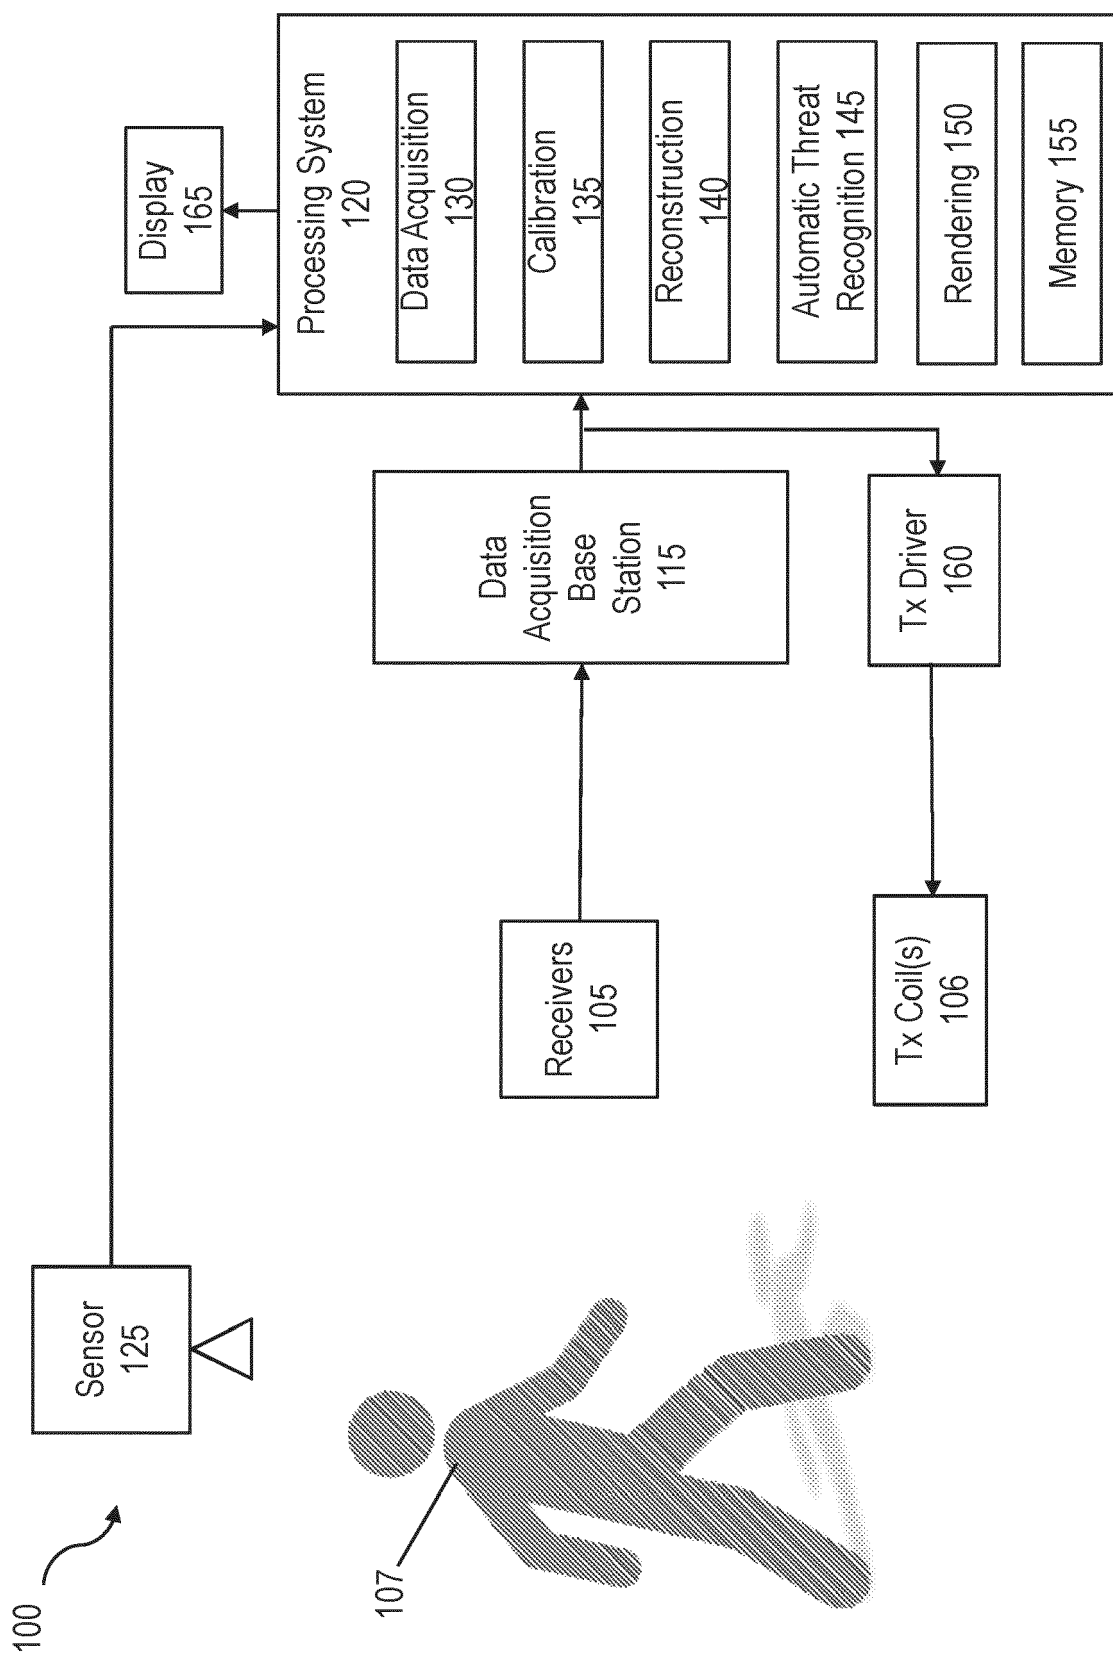 100
Sensor
125
107
Display
165
Processing System
120
Data Acquisition
130
Calibration
135
Reconstruction
140
Automatic Threat
Recognition 145
Rendering 150
Memory 155
Data
Acquisition
Base
Station
115
Receivers
105
Tx Driver
160
Tx Coil(s)
106